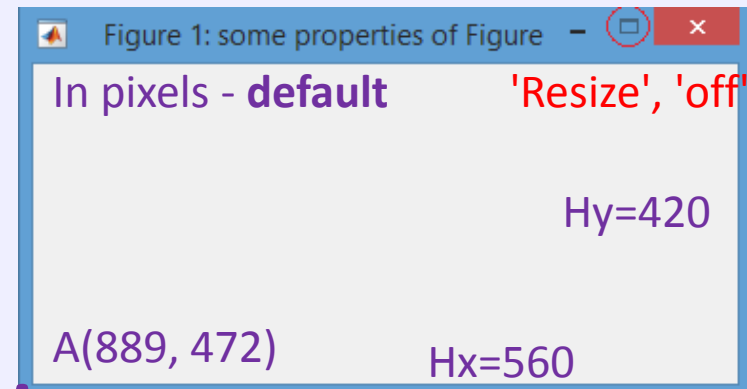 Figure 1: some properties of Figure
In pixels - default 'Resize', 'off'
Hy=420
A(889, 472)
Hx=560